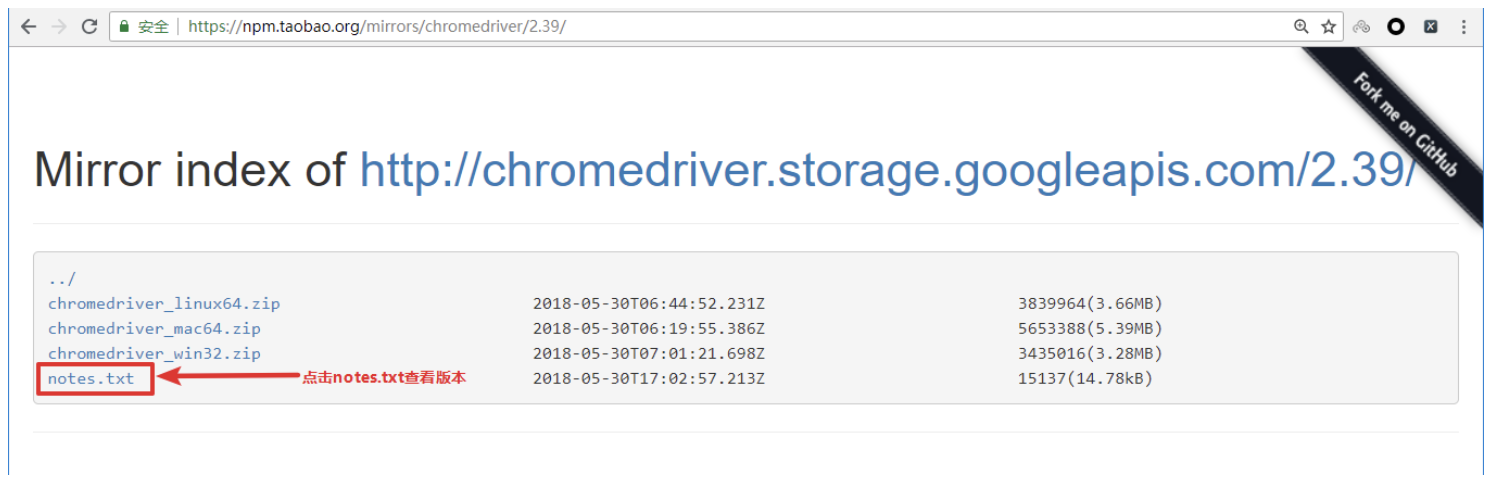 安全 | https://npm.taobao.org/mirrors/chromedriver/2.39/
Fork me on GitHub
Mirror index of http://chromedriver.storage.googleapis.com/2.39/
../
chromedriver_linux64.zip 2018-05-30T06:44:52.231Z 3839964(3.66MB)
chromedriver_mac64.zip 2018-05-30T06:19:55.386Z 5653388(5.39MB)
chromedriver_win32.zip 2018-05-30T07:01:21.698Z 3435016(3.28MB)
notes.txt 点击notes.txt查看版本 2018-05-30T17:02:57.213Z 15137(14.78kB)